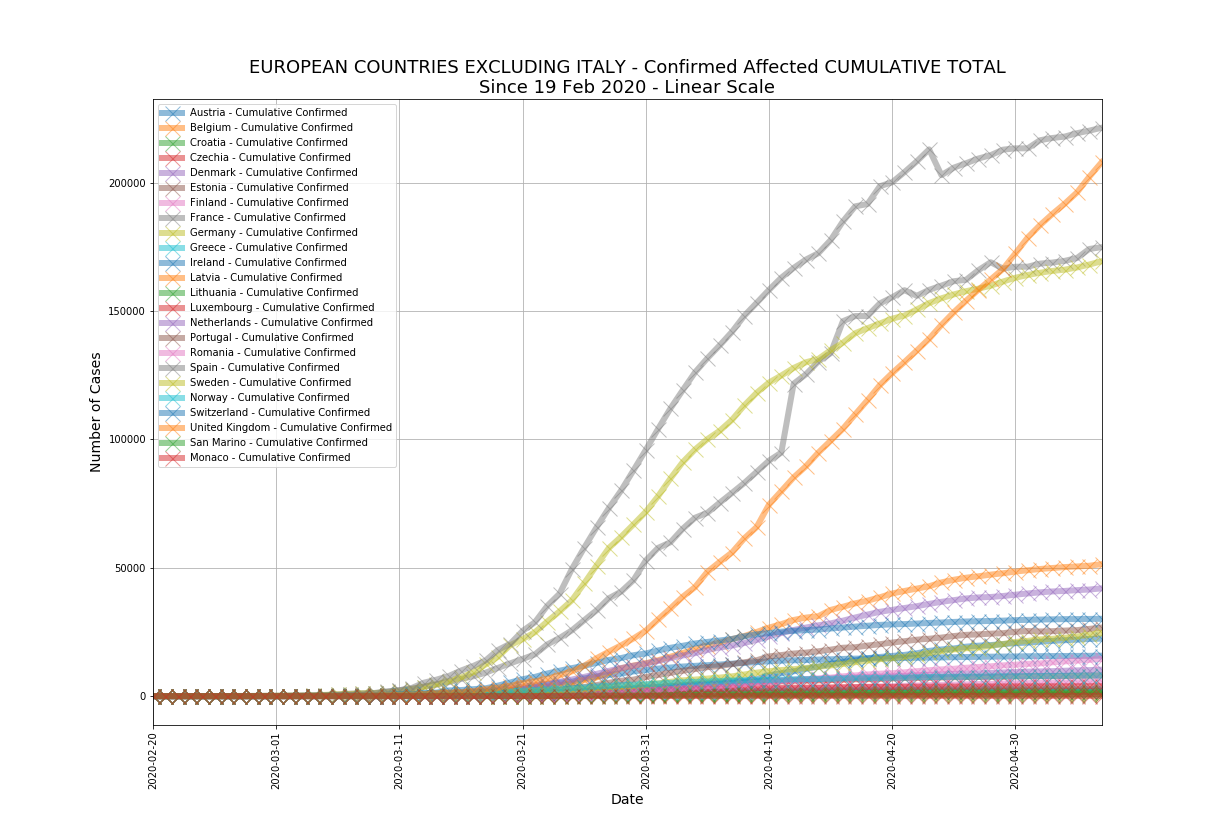 EUROPEAN COUNTRIES EXCLUDING ITALY - Confirmed Affected CUMULATIVE TOTAL
Since 19 Feb 2020 - Linear Scale
Austria - Cumulative Confirmed
Belgium - Cumulative Confirmed
Croatia - Cumulative Confirmed
Czechia - Cumulative Confirmed
Denmark - Cumulative Confirmed
Estonia - Cumulative Confirmed
Finland - Cumulative Confirmed
France - Cumulative Confirmed
Germany - Cumulative Confirmed
Greece - Cumulative Confirmed
Ireland - Cumulative Confirmed
Latvia - Cumulative Confirmed
Lithuania - Cumulative Confirmed
Luxembourg - Cumulative Confirmed
Netherlands - Cumulative Confirmed
Portugal - Cumulative Confirmed
Romania - Cumulative Confirmed
Spain - Cumulative Confirmed
Sweden - Cumulative Confirmed
Norway - Cumulative Confirmed
Switzerland - Cumulative Confirmed
United Kingdom - Cumulative Confirmed
San Marino - Cumulative Confirmed
Monaco - Cumulative Confirmed
Number of Cases
200000
150000
100000
50000
0
2020-02-20
2020-03-01
2020-03-11
2020-03-21
2020-03-31
2020-04-10
2020-04-20
2020-04-30
Date